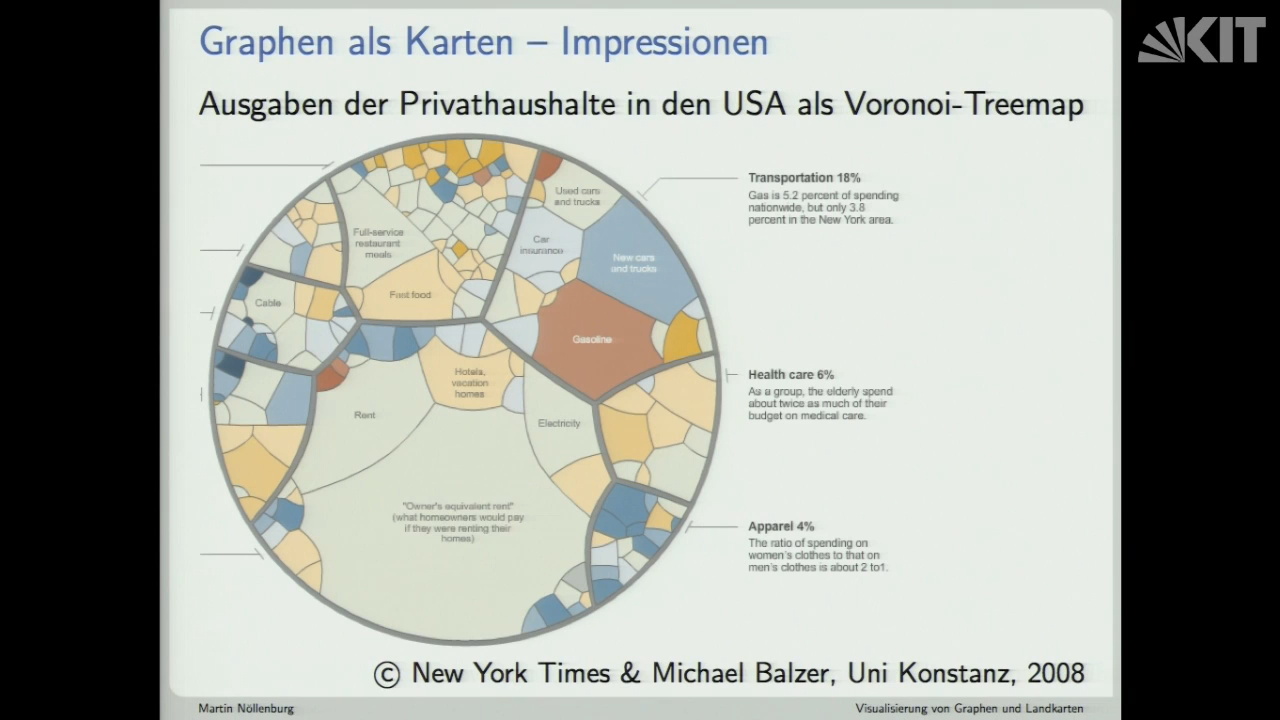 Graphen als Karten – Impressionen
KIT
Ausgaben der Privathaushalte in den USA als Voronoi-Treemap
Used cars
and trucks
Full-service
restaurant
meals
Car
insurance
New cars
and trucks
Fast food
Cable
Gasoline
Hotels,
vacation
homes
Rent
Electricity
"Owner's equivalent rent"
(what homeowners would pay
if they were renting their
homes)
Transportation 18%
Gas is 5.2 percent of spending
nationwide, but only 3.8
percent in the New York area.
Health care 6%
As a group, the elderly spend
about twice as much of their
budget on medical care.
Apparel 4%
The ratio of spending on
women's clothes to that on
men's clothes is about 2 to1.
© New York Times & Michael Balzer, Uni Konstanz, 2008
Martin Nöllenburg
Visualisierung von Graphen und Landkarten